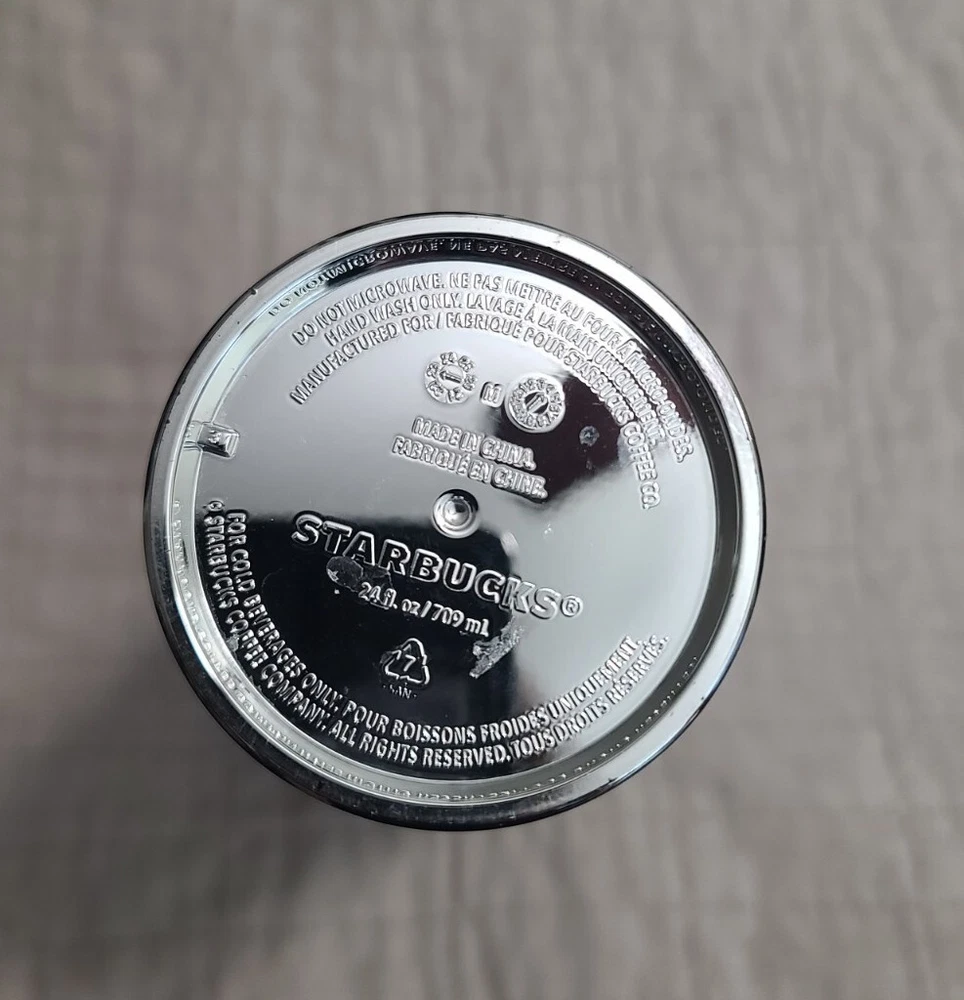 DO NOT MICROWAVE. NE PAS METTRE AU FOUR À MICRO-ONDES.
HAND WASH ONLY. LAVAGE À LA MAIN UNIQUEMENT.
MANUFACTURED FOR / FABRIQUÉ POUR STARBUCKS COFFEE CO.
MADE IN CHINA.
FABRIQUÉ EN CHINE.
STARBUCKS®
24 fl. oz / 709 mL
7
FOR COLD BEVERAGES ONLY. POUR BOISSONS FROIDES UNIQUEMENT.
© STARBUCKS COFFEE COMPANY. ALL RIGHTS RESERVED. TOUS DROITS RÉSERVÉS.